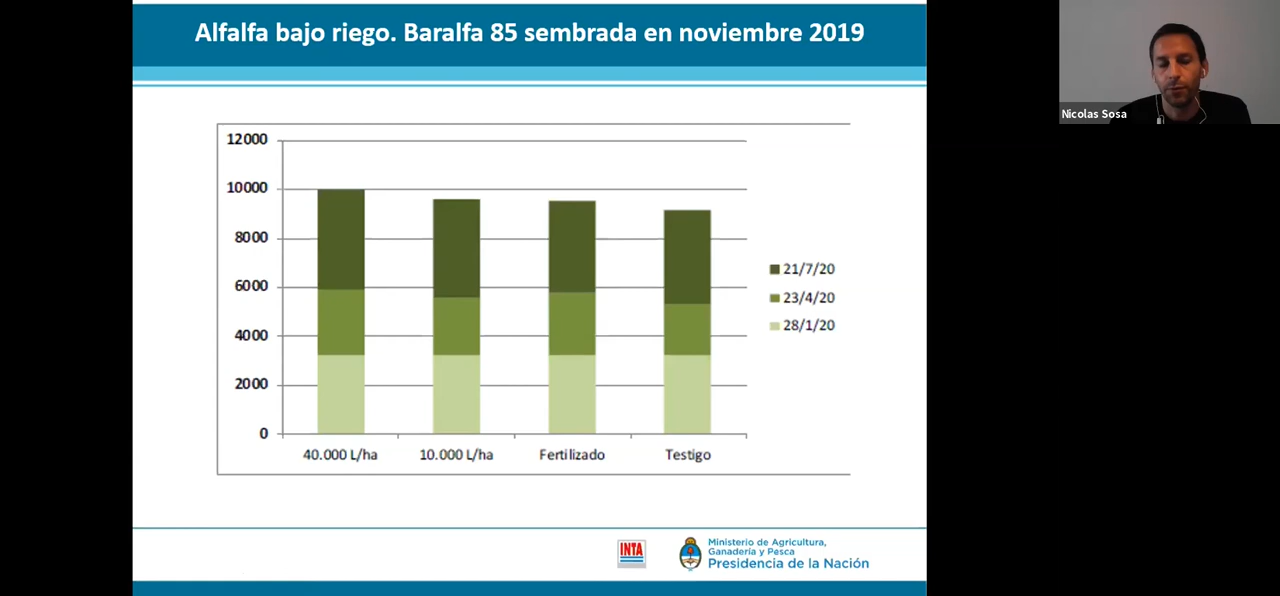 Alfalfa bajo riego. Baralfa 85 sembrada en noviembre 2019
Nicolas Sosa
12000
10000
8000
6000
4000
2000
0
40.000 L/ha
10.000 L/ha
Fertilizado
Testigo
21/7/20
23/4/20
28/1/20
INTA
Ministerio de Agricultura,
Ganadería y Pesca
Presidencia de la Nación